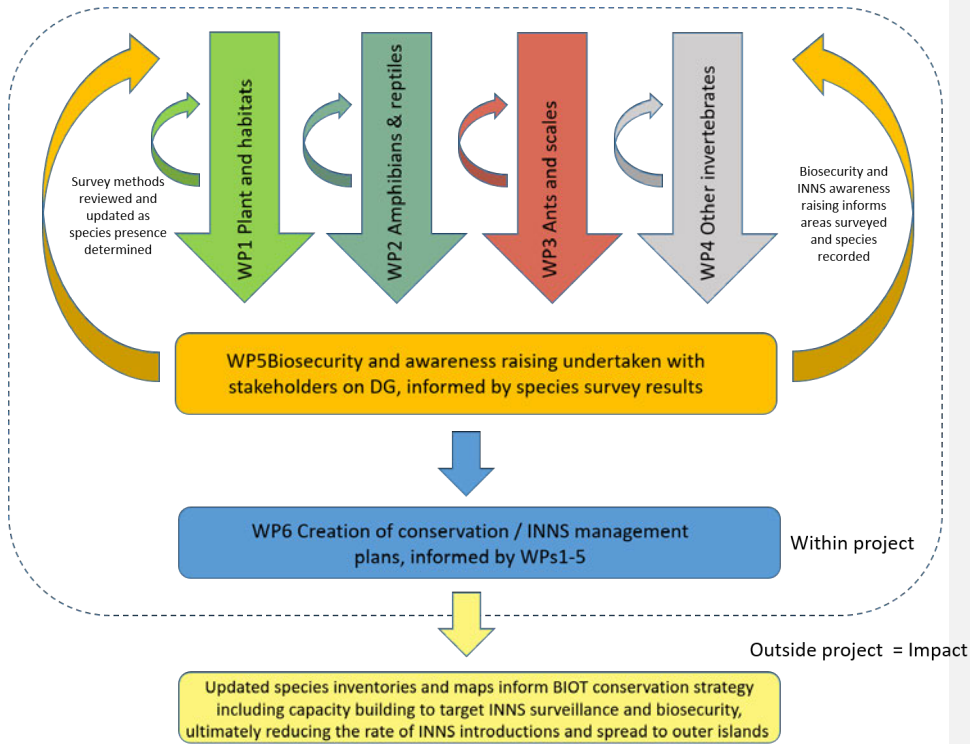 WP1 Plant and habitats
WP2 Amphibians & reptiles
WP3 Ants and scales
WP4 Other invertebrates
Survey methods
reviewed and
updated as
species presence
determined
Biosecurity and
INNS awareness
raising informs
areas surveyed
and species
recorded
WP5Biosecurity and awareness raising undertaken with
stakeholders on DG, informed by species survey results
WP6 Creation of conservation / INNS management
plans, informed by WPs1-5
Within project
Outside project = Impact
Updated species inventories and maps inform BIOT conservation strategy
including capacity building to target INNS surveillance and biosecurity,
ultimately reducing the rate of INNS introductions and spread to outer islands